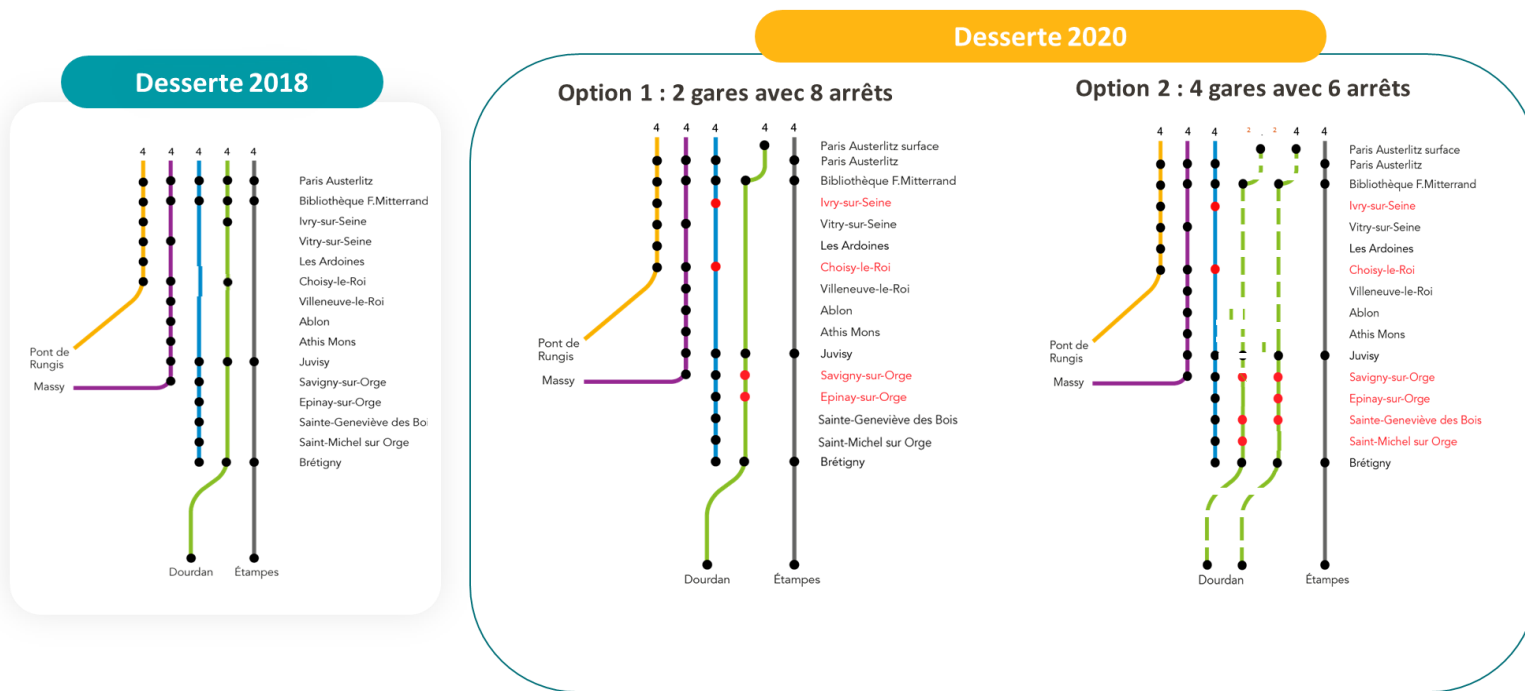 Desserte 2020
Desserte 2018
Option 1 : 2 gares avec 8 arrêts
Option 2 : 4 gares avec 6 arrêts
4 4 4 4 4
Paris Austerlitz
Bibliothèque F.Mitterrand
Ivry-sur-Seine
Vitry-sur-Seine
Les Ardoines
Choisy-le-Roi
Villeneuve-le-Roi
Ablon
Athis Mons
Juvisy
Savigny-sur-Orge
Epinay-sur-Orge
Sainte-Geneviève des Boi
Saint-Michel sur Orge
Brétigny
Pont de
Rungis
Massy
Dourdan
Étampes
4 4 4 4 4
Paris Austerlitz surface
Paris Austerlitz
Bibliothèque F.Mitterrand
Ivry-sur-Seine
Vitry-sur-Seine
Les Ardoines
Choisy-le-Roi
Villeneuve-le-Roi
Ablon
Athis Mons
Juvisy
Savigny-sur-Orge
Epinay-sur-Orge
Sainte-Geneviève des Bois
Saint-Michel sur Orge
Brétigny
Pont de
Rungis
Massy
Dourdan
Étampes
4 4 4 2 2 4 4
Paris Austerlitz surface
Paris Austerlitz
Bibliothèque F.Mitterrand
Ivry-sur-Seine
Vitry-sur-Seine
Les Ardoines
Choisy-le-Roi
Villeneuve-le-Roi
Ablon
Athis Mons
Juvisy
Savigny-sur-Orge
Epinay-sur-Orge
Sainte-Geneviève des Bois
Saint-Michel sur Orge
Brétigny
Pont de
Rungis
Massy
Dourdan
Étampes